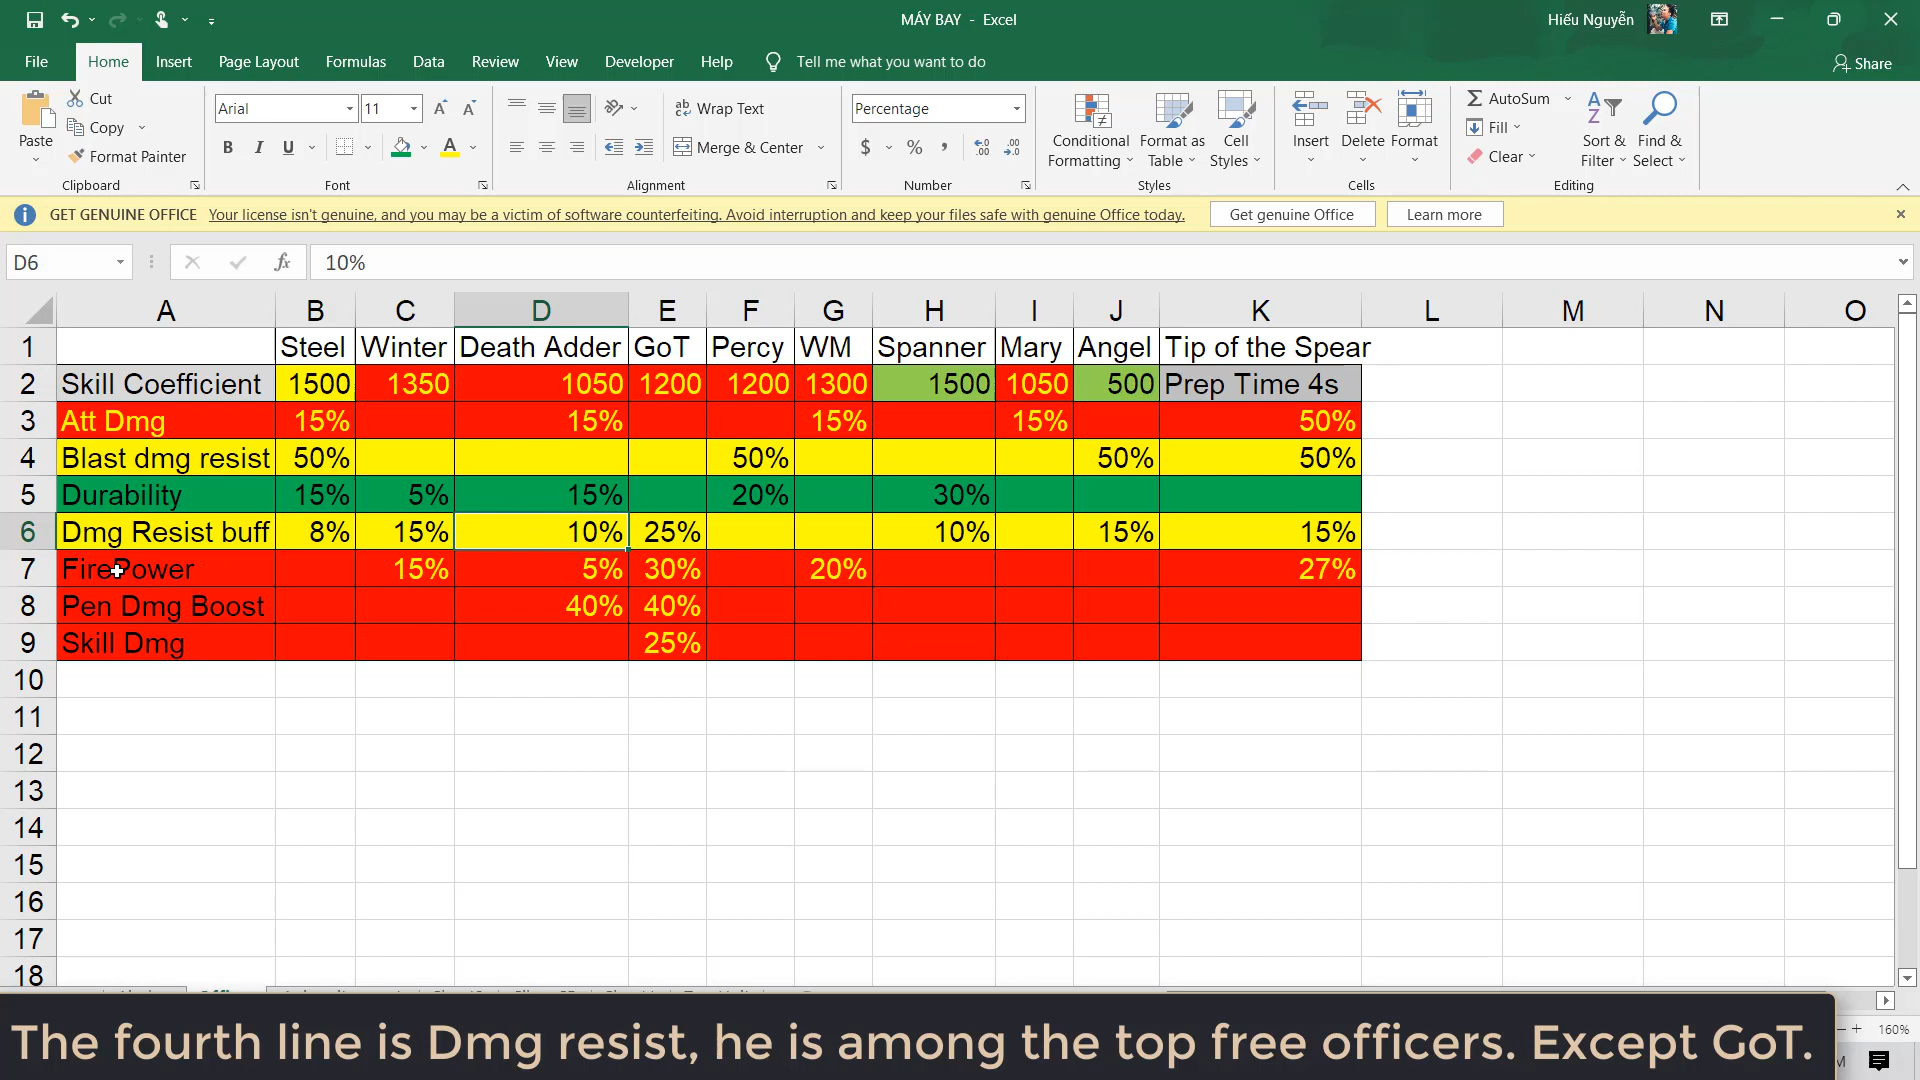 MÁY BAY - Excel
Hiếu Nguyễn
File Home Insert Page Layout Formulas Data Review View Developer Help Tell me what you want to do
Share
Paste
Cut
Copy
Format Painter
Clipboard
Arial 11
B I U A
Font
Wrap Text
Merge & Center
Alignment
Percentage
$ % ,
Number
Conditional Formatting
Format as Table
Cell Styles
Styles
Insert Delete Format
Cells
AutoSum
Fill
Clear
Sort & Filter
Find & Select
Editing
GET GENUINE OFFICE Your license isn't genuine, and you may be a victim of software counterfeiting. Avoid interruption and keep your files safe with genuine Office today. Get genuine Office Learn more
D6 fx 10%
A B C D E F G H I J K L M N O
1 Steel Winter Death Adder GoT Percy WM Spanner Mary Angel Tip of the Spear
2 Skill Coefficient 1500 1350 1050 1200 1200 1300 1500 1050 500 Prep Time 4s
3 Att Dmg 15% 15% 15% 15% 50%
4 Blast dmg resist 50% 50% 50% 50%
5 Durability 15% 5% 15% 20% 30%
6 Dmg Resist buff 8% 15% 10% 25% 10% 15% 15%
7 FirePower 15% 5% 30% 20% 27%
8 Pen Dmg Boost 40% 40%
9 Skill Dmg 25%
10
11
12
13
14
15
16
17
18
The fourth line is Dmg resist, he is among the top free officers. Except GoT.
160%